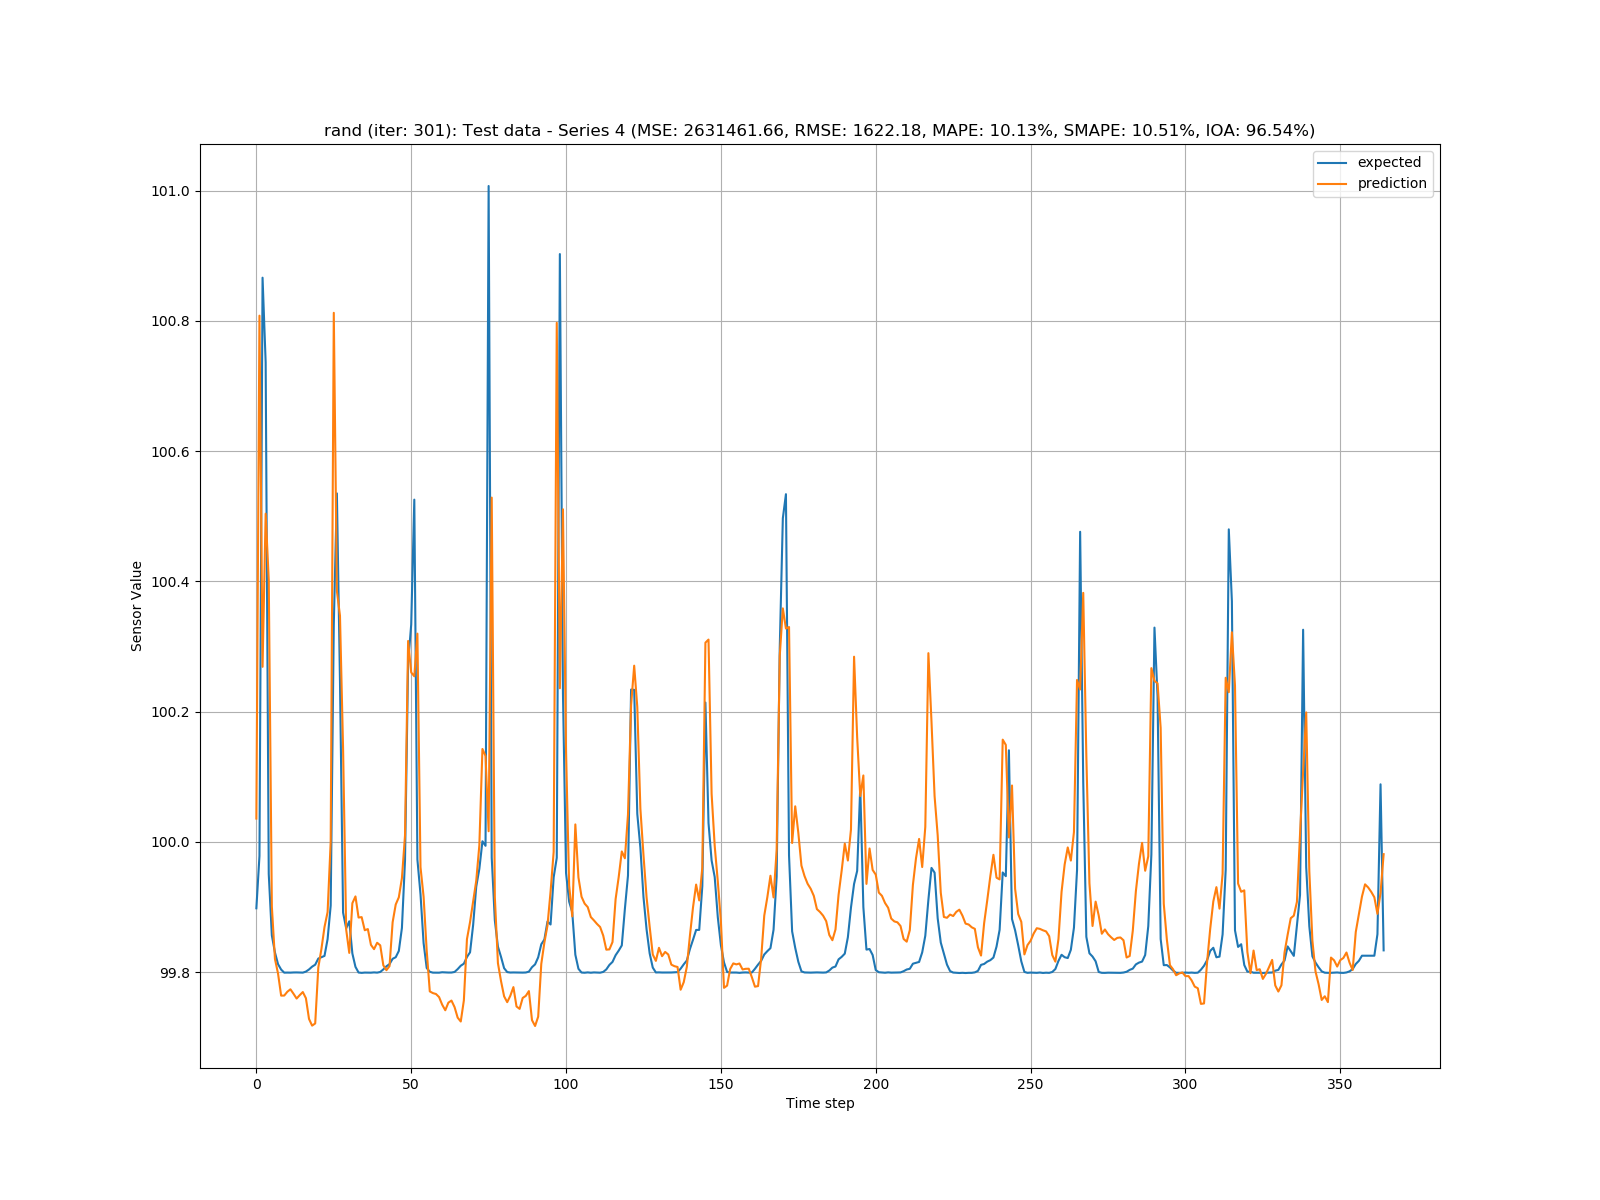 rand (iter: 301): Test data - Series 4 (MSE: 2631461.66, RMSE: 1622.18, MAPE: 10.13%, SMAPE: 10.51%, IOA: 96.54%)
expected
prediction
101.0
100.8
100.6
100.4
100.2
100.0
99.8
Sensor Value
0 50 100 150 200 250 300 350
Time step